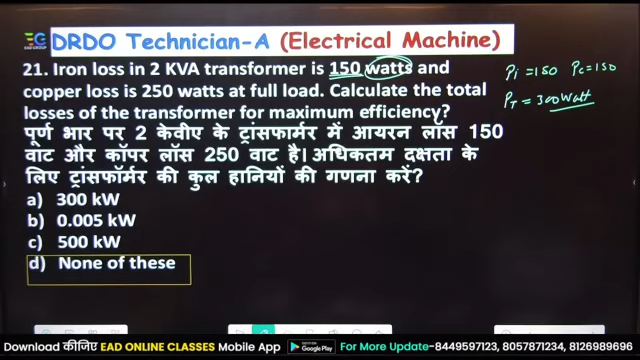 EG
EAD GROUP
DRDO Technician-A (Electrical Machine)
21. Iron loss in 2 KVA transformer is 150 watts and
copper loss is 250 watts at full load. Calculate the total
losses of the transformer for maximum efficiency?
पूर्ण भार पर 2 केवीए के ट्रांसफार्मर में आयरन लॉस 150
वाट और कॉपर लॉस 250 वाट है। अधिकतम दक्षता के
लिए ट्रांसफॉर्मर की कुल हानियों की गणना करें?
a) 300 kW
b) 0.005 kW
c) 500 kW
d) None of these
Pi = 150 Pc = 150
PT = 300 Watt
Download कीजिए EAD ONLINE CLASSES Mobile App Google Play For More Update-8449597123, 8057871234, 8126989696